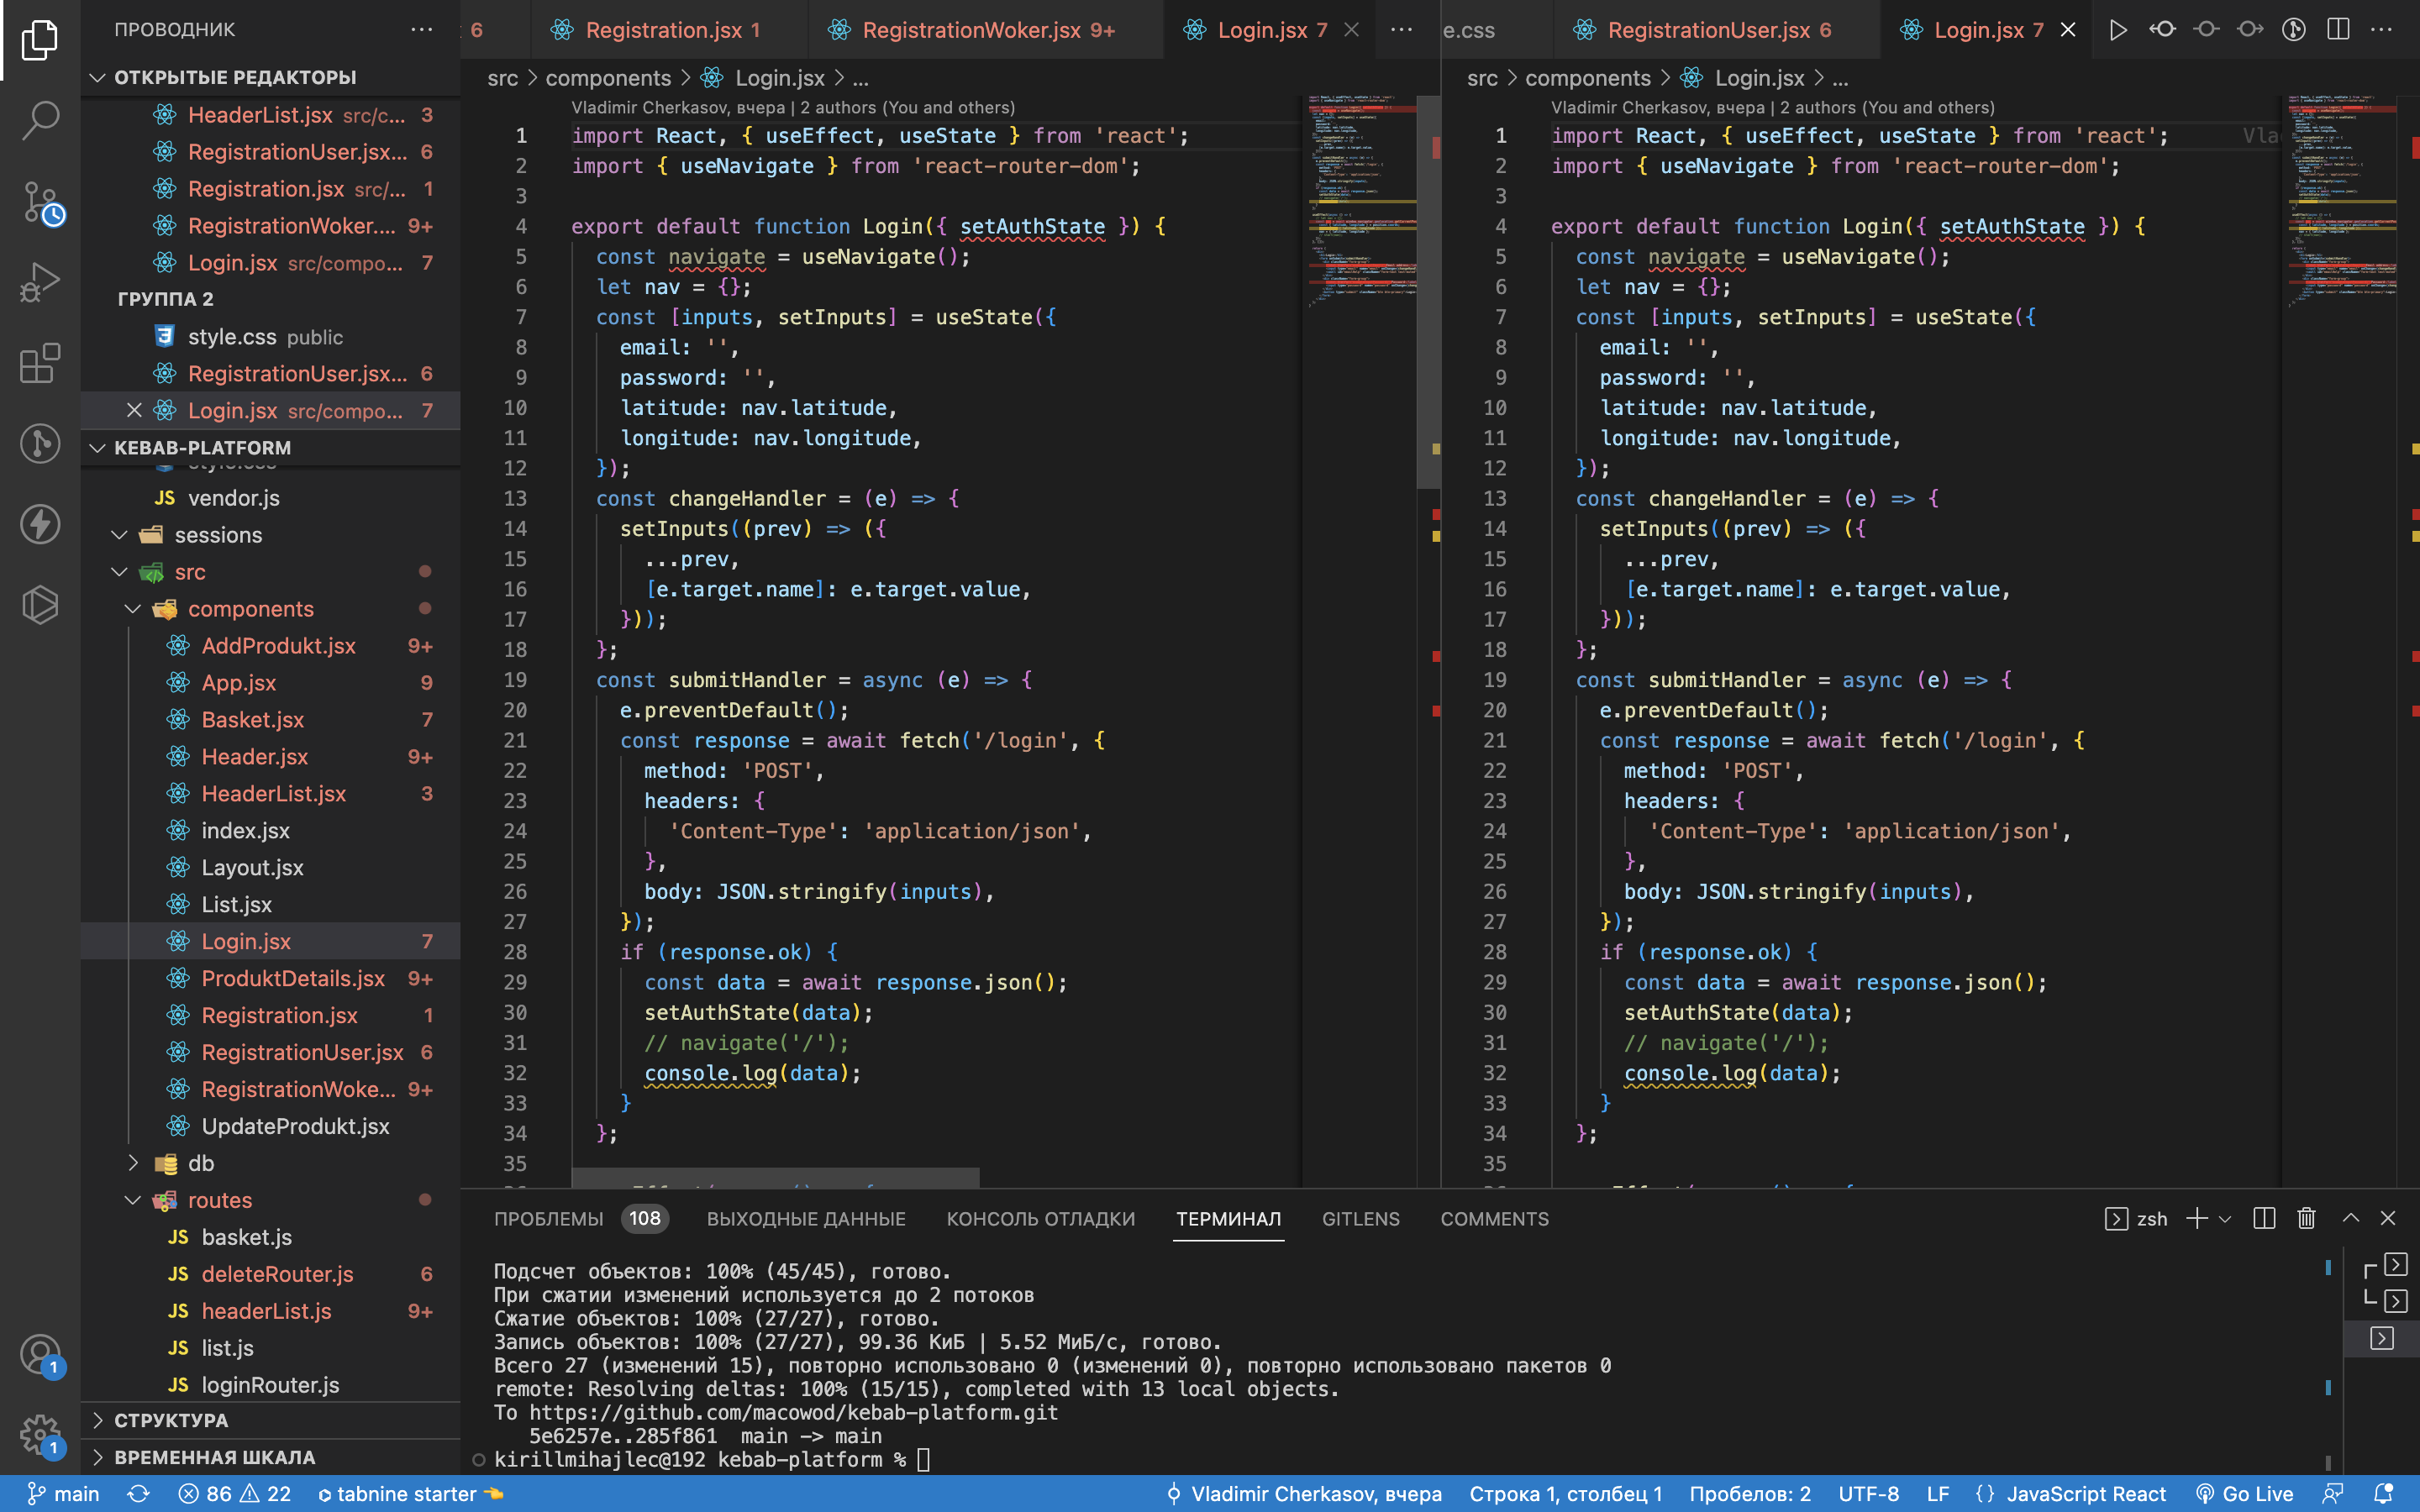 ПРОВОДНИК
ОТКРЫТЫЕ РЕДАКТОРЫ
HeaderList.jsx src/c... 3
RegistrationUser.jsx... 6
Registration.jsx src/... 1
RegistrationWoker.... 9+
Login.jsx src/compo... 7
ГРУППА 2
style.css public
RegistrationUser.jsx... 6
Login.jsx src/compo... 7
KEBAB-PLATFORM
style.css
vendor.js
sessions
src
components
AddProdukt.jsx 9+
App.jsx 9
Basket.jsx 7
Header.jsx 9+
HeaderList.jsx 3
index.jsx
Layout.jsx
List.jsx
Login.jsx 7
ProduktDetails.jsx 9+
Registration.jsx 1
RegistrationUser.jsx 6
RegistrationWoke... 9+
UpdateProdukt.jsx
db
routes
basket.js
deleteRouter.js 6
headerList.js 9+
list.js
loginRouter.js
СТРУКТУРА
ВРЕМЕННАЯ ШКАЛА
6 Registration.jsx 1 RegistrationWoker.jsx 9+ Login.jsx 7
src > components > Login.jsx > ...
Vladimir Cherkasov, вчера | 2 authors (You and others)
1 import React, { useEffect, useState } from 'react';
2 import { useNavigate } from 'react-router-dom';
3
4 export default function Login({ setAuthState }) {
5 const navigate = useNavigate();
6 let nav = {};
7 const [inputs, setInputs] = useState({
8 email: '',
9 password: '',
10 latitude: nav.latitude,
11 longitude: nav.longitude,
12 });
13 const changeHandler = (e) => {
14 setInputs((prev) => ({
15 ...prev,
16 [e.target.name]: e.target.value,
17 }));
18 };
19 const submitHandler = async (e) => {
20 e.preventDefault();
21 const response = await fetch('/login', {
22 method: 'POST',
23 headers: {
24 'Content-Type': 'application/json',
25 },
26 body: JSON.stringify(inputs),
27 });
28 if (response.ok) {
29 const data = await response.json();
30 setAuthState(data);
31 // navigate('/');
32 console.log(data);
33 }
34 };
35
e.css RegistrationUser.jsx 6 Login.jsx 7
src > components > Login.jsx > ...
Vladimir Cherkasov, вчера | 2 authors (You and others)
1 import React, { useEffect, useState } from 'react'; Vla
2 import { useNavigate } from 'react-router-dom';
3
4 export default function Login({ setAuthState }) {
5 const navigate = useNavigate();
6 let nav = {};
7 const [inputs, setInputs] = useState({
8 email: '',
9 password: '',
10 latitude: nav.latitude,
11 longitude: nav.longitude,
12 });
13 const changeHandler = (e) => {
14 setInputs((prev) => ({
15 ...prev,
16 [e.target.name]: e.target.value,
17 }));
18 };
19 const submitHandler = async (e) => {
20 e.preventDefault();
21 const response = await fetch('/login', {
22 method: 'POST',
23 headers: {
24 'Content-Type': 'application/json',
25 },
26 body: JSON.stringify(inputs),
27 });
28 if (response.ok) {
29 const data = await response.json();
30 setAuthState(data);
31 // navigate('/');
32 console.log(data);
33 }
34 };
35
ПРОБЛЕМЫ 108 ВЫХОДНЫЕ ДАННЫЕ КОНСОЛЬ ОТЛАДКИ ТЕРМИНАЛ GITLENS COMMENTS zsh
Подсчет объектов: 100% (45/45), готово.
При сжатии изменений используется до 2 потоков
Сжатие объектов: 100% (27/27), готово.
Запись объектов: 100% (27/27), 99.36 КиБ | 5.52 МиБ/с, готово.
Всего 27 (изменений 15), повторно использовано 0 (изменений 0), повторно использовано пакетов 0
remote: Resolving deltas: 100% (15/15), completed with 13 local objects.
To https://github.com/macowod/kebab-platform.git
5e6257e..285f861 main -> main
kirillmihajlec@192 kebab-platform %
1
1
main 86 22 tabnine starter Vladimir Cherkasov, вчера Строка 1, столбец 1 Пробелов: 2 UTF-8 LF {} JavaScript React Go Live